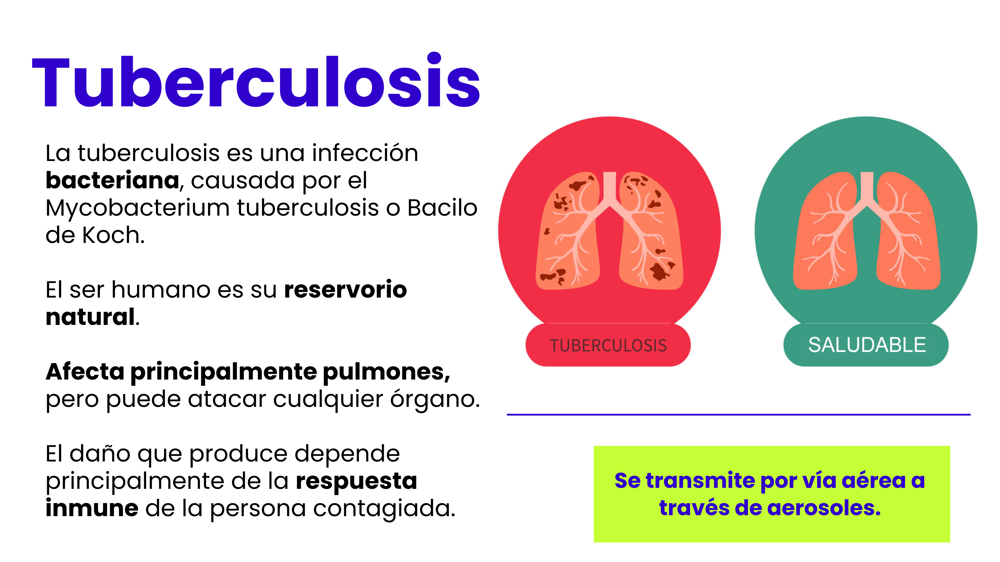 Tuberculosis
La tuberculosis es una infección
bacteriana, causada por el
Mycobacterium tuberculosis o Bacilo
de Koch.
El ser humano es su reservorio
natural.
Afecta principalmente pulmones,
pero puede atacar cualquier órgano.
El daño que produce depende
principalmente de la respuesta
inmune de la persona contagiada.
TUBERCULOSIS
SALUDABLE
Se transmite por vía aérea a
través de aerosoles.